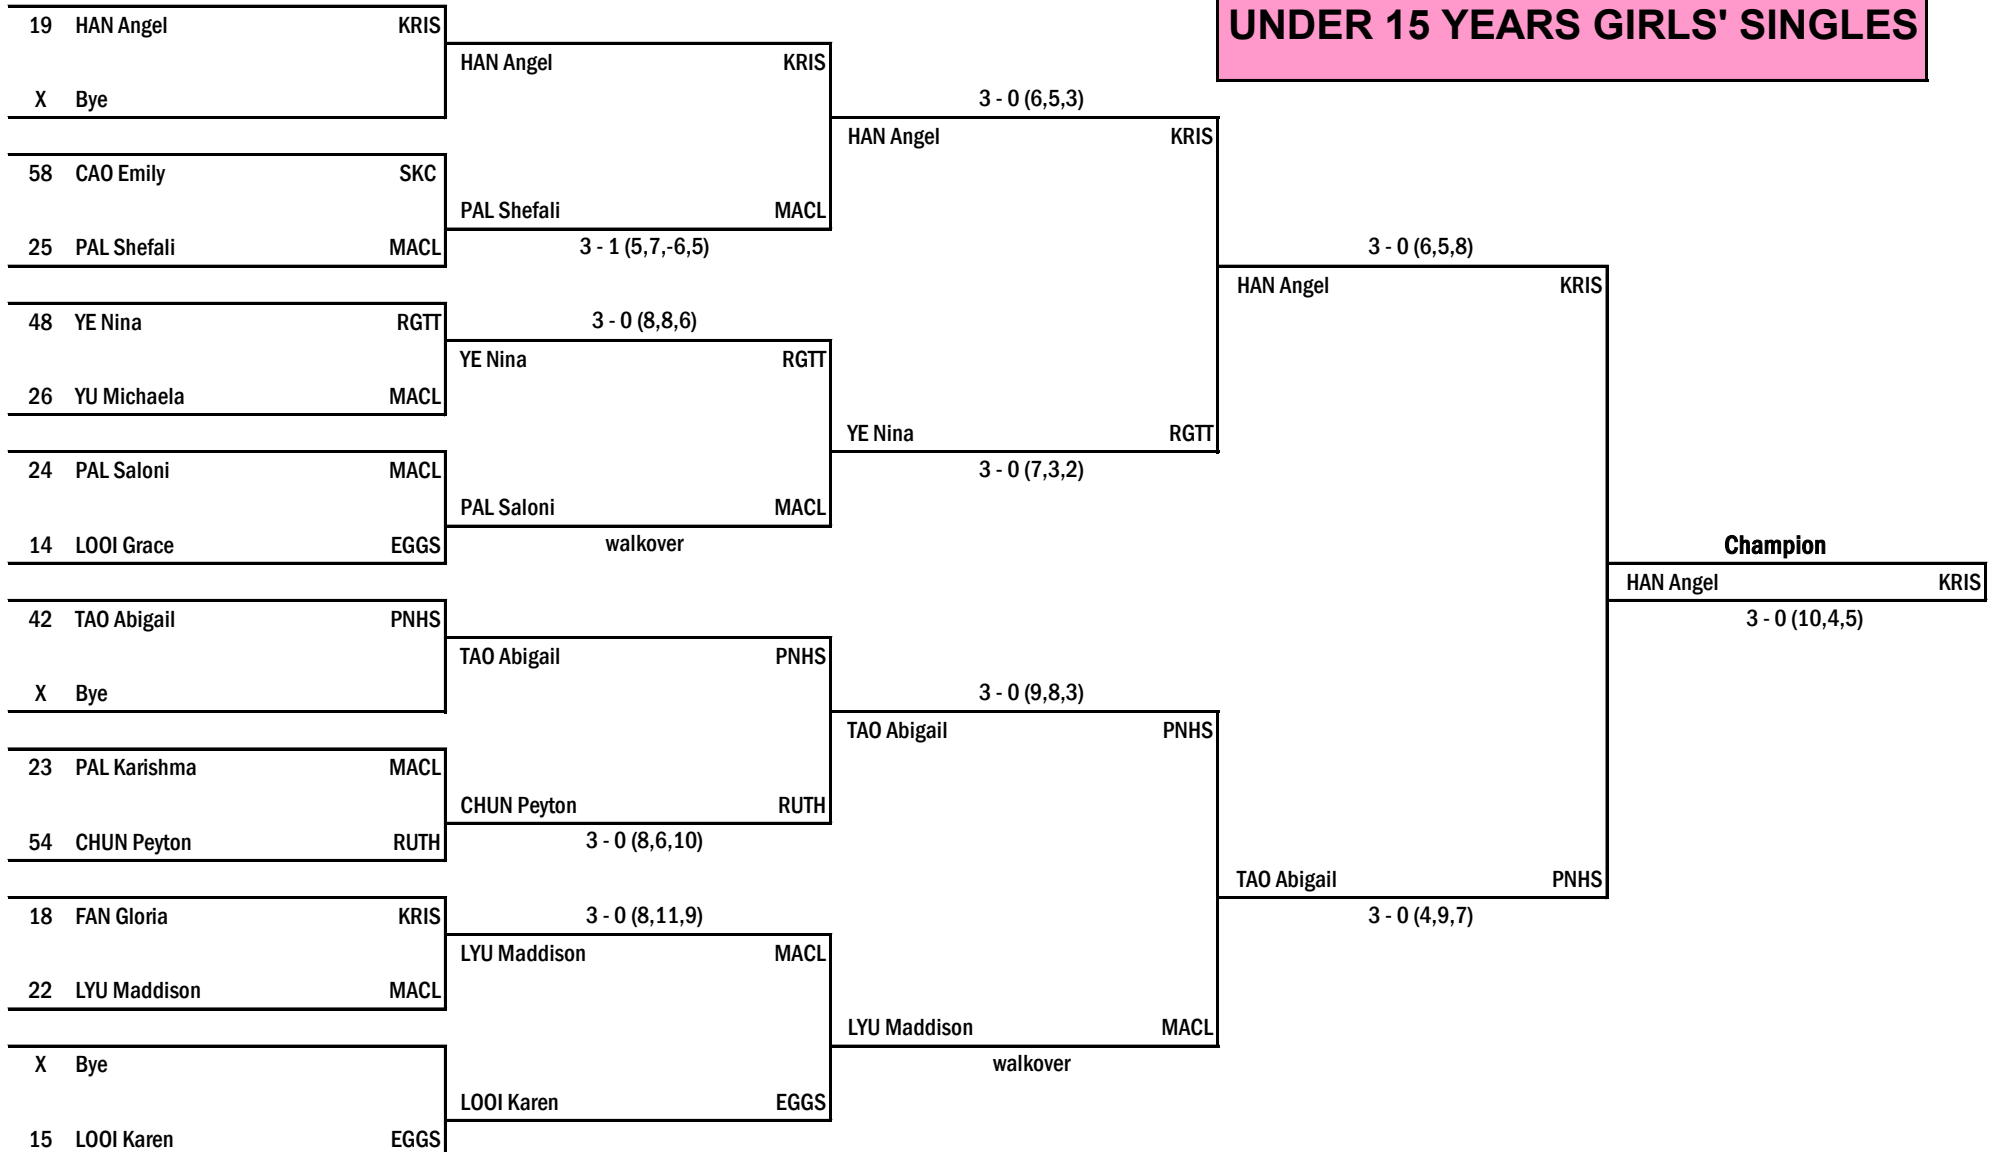 UNDER 15 YEARS GIRLS' SINGLES
19 HAN Angel KRIS
HAN Angel KRIS
X Bye
3 - 0 (6,5,3)
HAN Angel KRIS
58 CAO Emily SKC
PAL Shefali MACL
25 PAL Shefali MACL
3 - 1 (5,7,-6,5)
3 - 0 (6,5,8)
HAN Angel KRIS
48 YE Nina RGTT
3 - 0 (8,8,6)
YE Nina RGTT
26 YU Michaela MACL
YE Nina RGTT
24 PAL Saloni MACL
3 - 0 (7,3,2)
PAL Saloni MACL
14 LOOI Grace EGGS
walkover
Champion
HAN Angel KRIS
42 TAO Abigail PNHS
3 - 0 (10,4,5)
TAO Abigail PNHS
X Bye
3 - 0 (9,8,3)
TAO Abigail PNHS
23 PAL Karishma MACL
CHUN Peyton RUTH
54 CHUN Peyton RUTH
3 - 0 (8,6,10)
TAO Abigail PNHS
18 FAN Gloria KRIS
3 - 0 (8,11,9)
3 - 0 (4,9,7)
LYU Maddison MACL
22 LYU Maddison MACL
LYU Maddison MACL
X Bye
walkover
LOOI Karen EGGS
15 LOOI Karen EGGS